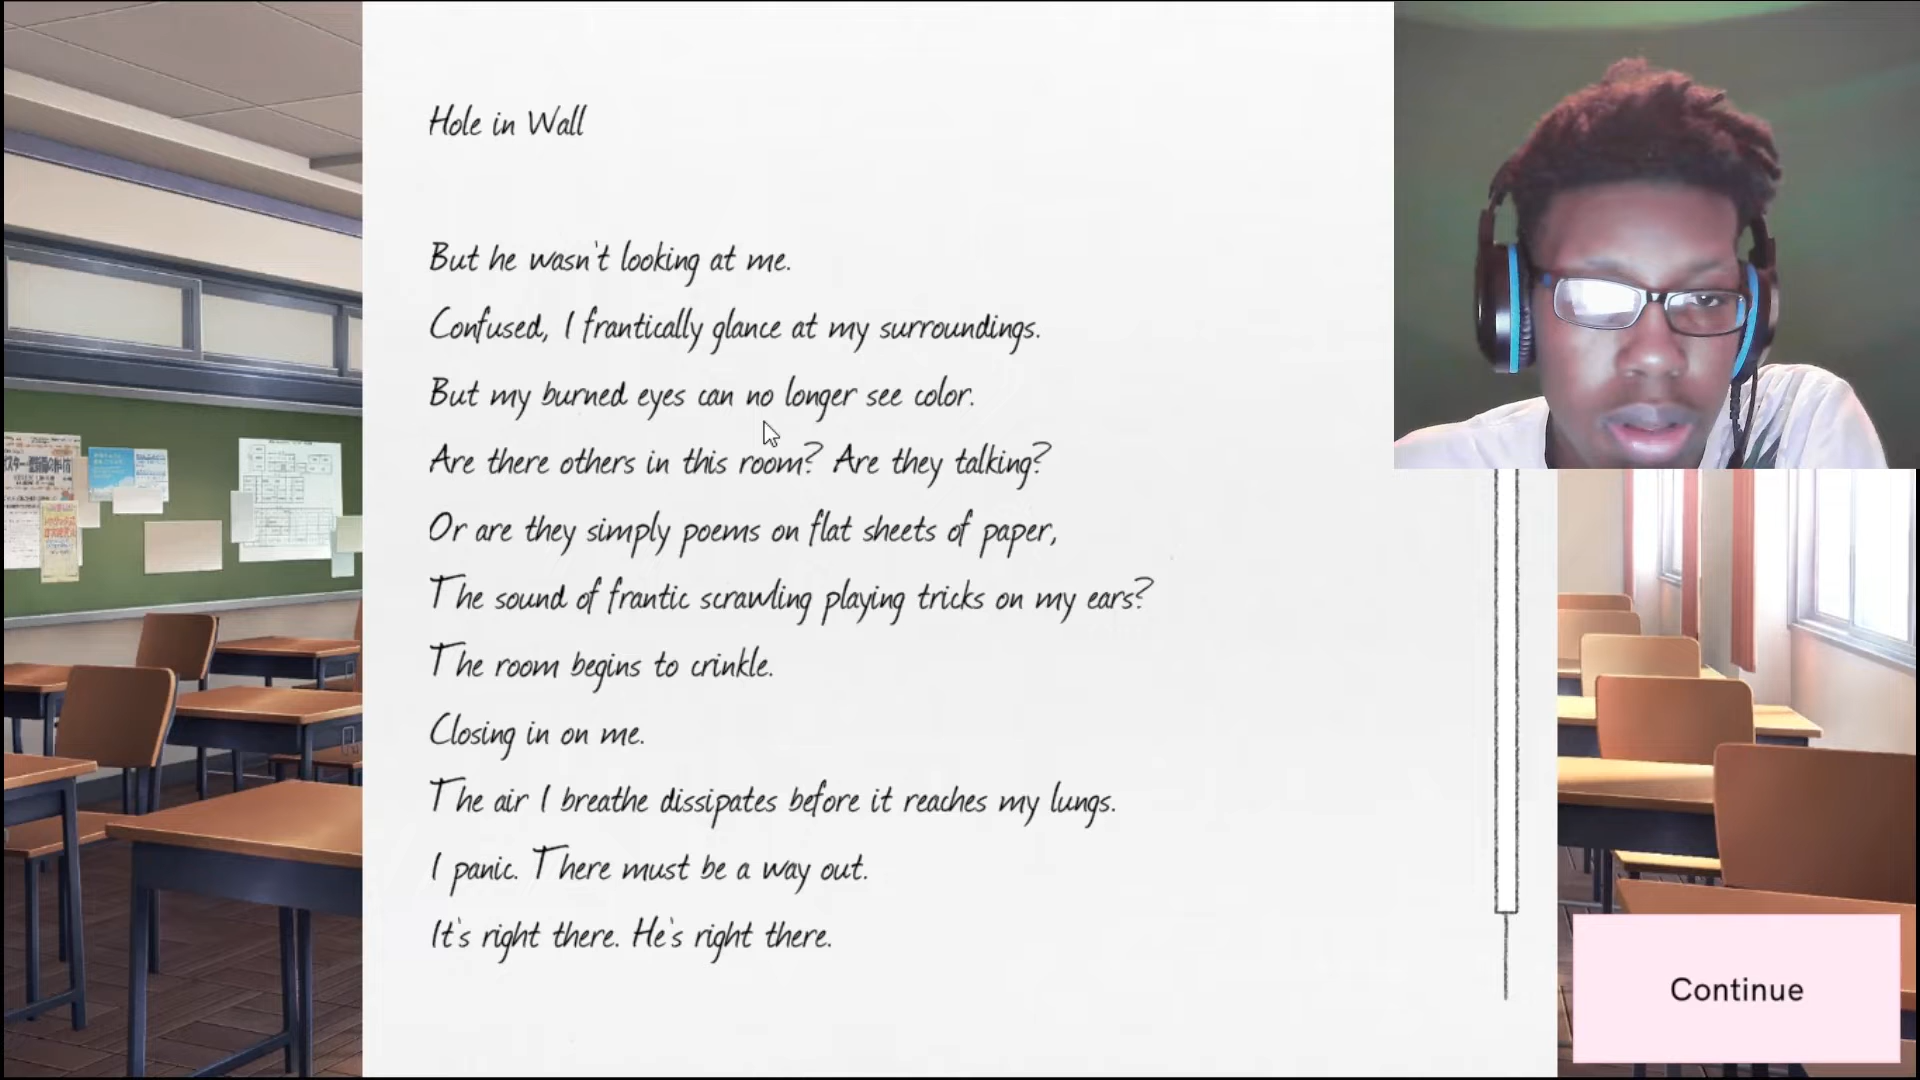 Hole in Wall
But he wasn't looking at me.
Confused, I frantically glance at my surroundings.
But my burned eyes can no longer see color.
Are there others in this room? Are they talking?
Or are they simply poems on flat sheets of paper,
The sound of frantic scrawling playing tricks on my ears?
The room begins to crinkle.
Closing in on me.
The air I breathe dissipates before it reaches my lungs.
I panic. There must be a way out.
It's right there. He's right there.
Continue